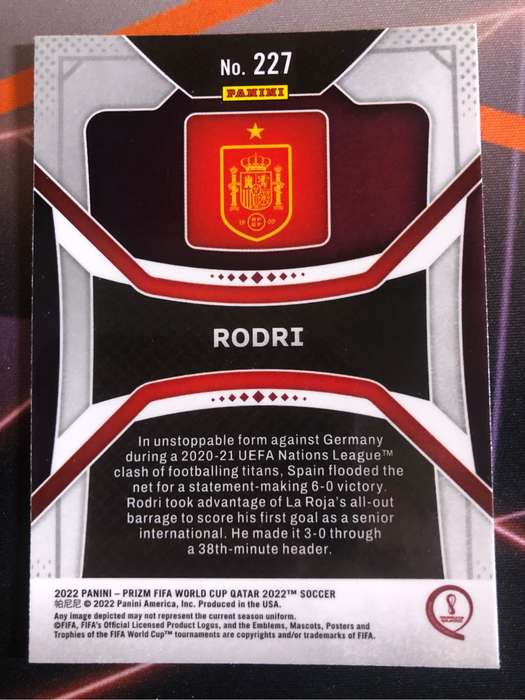 No. 227
PANINI
19 09
RODRI
In unstoppable form against Germany
during a 2020-21 UEFA Nations League™
clash of footballing titans, Spain flooded the
net for a statement-making 6-0 victory.
Rodri took advantage of La Roja's all-out
barrage to score his first goal as a senior
international. He made it 3-0 through
a 38th-minute header.
2022 PANINI – PRIZM FIFA WORLD CUP QATAR 2022™ SOCCER
帕尼尼 © 2022 Panini America, Inc. Produced in the USA.
Any image depicted may not represent the current season uniform.
©FIFA, FIFA's Official Licensed Product Logos, and the Emblems, Mascots, Posters and
Trophies of the FIFA World Cup™ tournaments are copyrights and/or trademarks of FIFA.